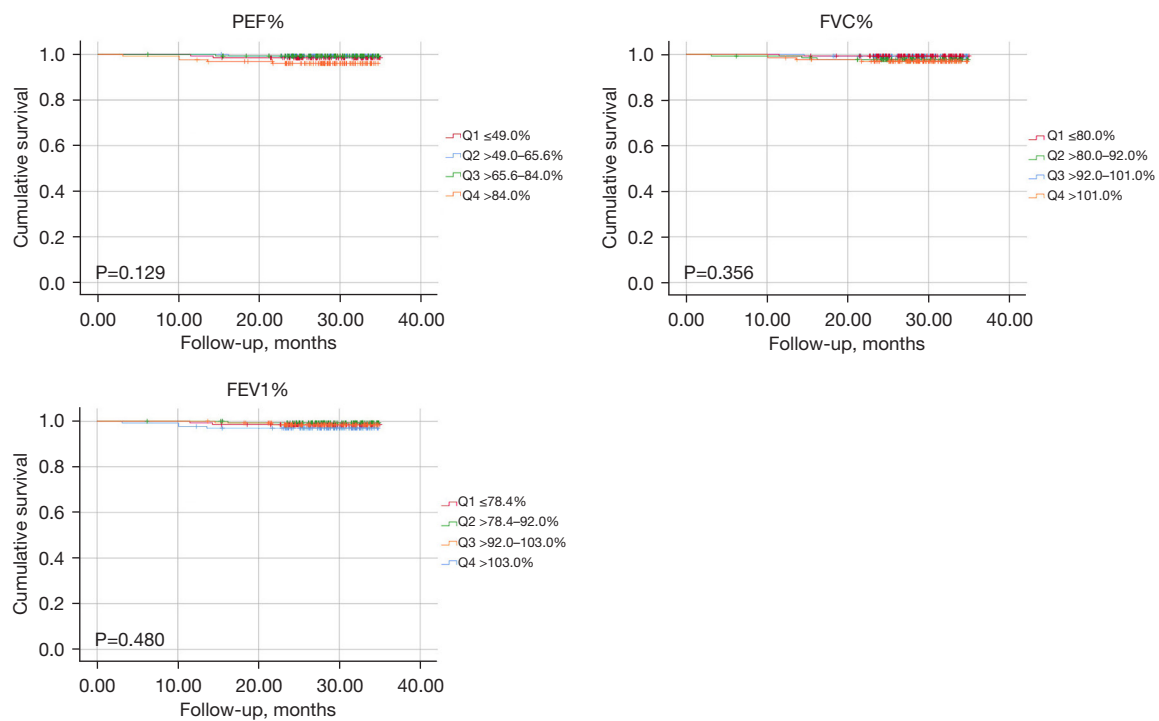 PEF%
Cumulative survival
1.0
0.8
0.6
0.4
0.2
0.0
P=0.129
0.00 10.00 20.00 30.00 40.00
Follow-up, months
Q1 ≤49.0%
Q2 >49.0–65.6%
Q3 >65.6–84.0%
Q4 >84.0%
FVC%
Cumulative survival
1.0
0.8
0.6
0.4
0.2
0.0
P=0.356
0.00 10.00 20.00 30.00 40.00
Follow-up, months
Q1 ≤80.0%
Q2 >80.0–92.0%
Q3 >92.0–101.0%
Q4 >101.0%
FEV1%
Cumulative survival
1.0
0.8
0.6
0.4
0.2
0.0
P=0.480
0.00 10.00 20.00 30.00 40.00
Follow-up, months
Q1 ≤78.4%
Q2 >78.4–92.0%
Q3 >92.0–103.0%
Q4 >103.0%